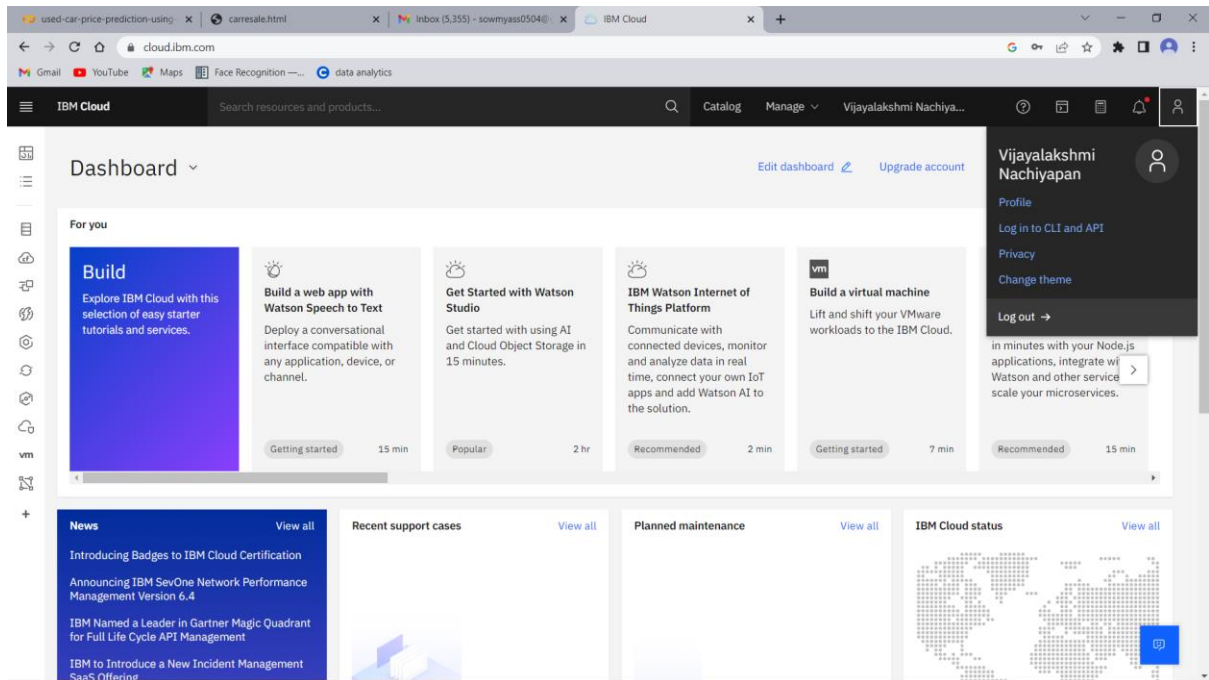 used-car-price-prediction-using-
carresale.html
Inbox (5,355) - sowmyass0504@
IBM Cloud
cloud.ibm.com
Gmail
YouTube
Maps
Face Recognition —...
data analytics
IBM Cloud
Search resources and products...
Catalog
Manage
Vijayalakshmi Nachiya...
Dashboard
Edit dashboard
Upgrade account
Vijayalakshmi
Nachiyapan
Profile
Log in to CLI and API
Privacy
Change theme
Log out →
For you
Build
Explore IBM Cloud with this
selection of easy starter
tutorials and services.
Build a web app with
Watson Speech to Text
Deploy a conversational
interface compatible with
any application, device, or
channel.
Getting started 15 min
Get Started with Watson
Studio
Get started with using AI
and Cloud Object Storage in
15 minutes.
Popular 2 hr
IBM Watson Internet of
Things Platform
Communicate with
connected devices, monitor
and analyze data in real
time, connect your own IoT
apps and add Watson AI to
the solution.
Recommended 2 min
vm
Build a virtual machine
Lift and shift your VMware
workloads to the IBM Cloud.
Getting started 7 min
in minutes with your Node.js
applications, integrate
Watson and other service
scale your microservices.
Recommended 15 min
vm
News View all
Introducing Badges to IBM Cloud Certification
Announcing IBM SevOne Network Performance
Management Version 6.4
IBM Named a Leader in Gartner Magic Quadrant
for Full Life Cycle API Management
IBM to Introduce a New Incident Management
SaaS Offering
Recent support cases View all
Planned maintenance View all
IBM Cloud status View all